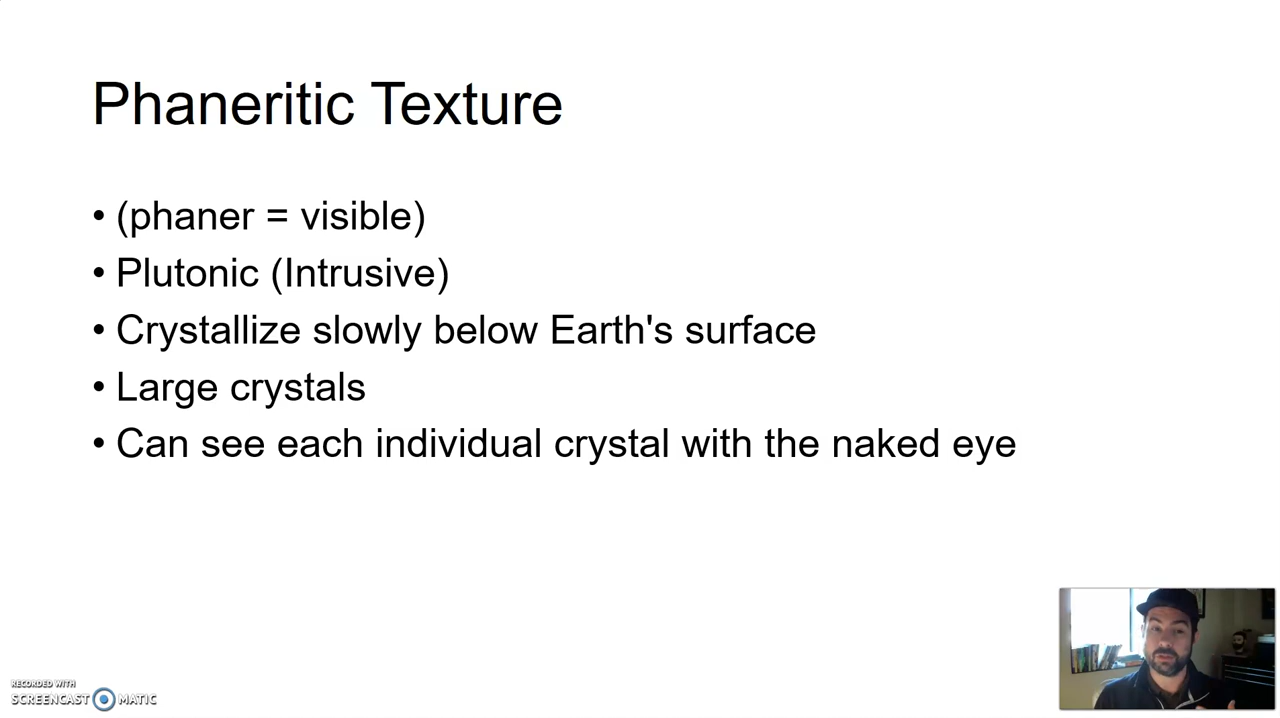 Phaneritic Texture
• (phaner = visible)
• Plutonic (Intrusive)
• Crystallize slowly below Earth's surface
• Large crystals
• Can see each individual crystal with the naked eye
RECORDED WITH
SCREENCAST MATIC